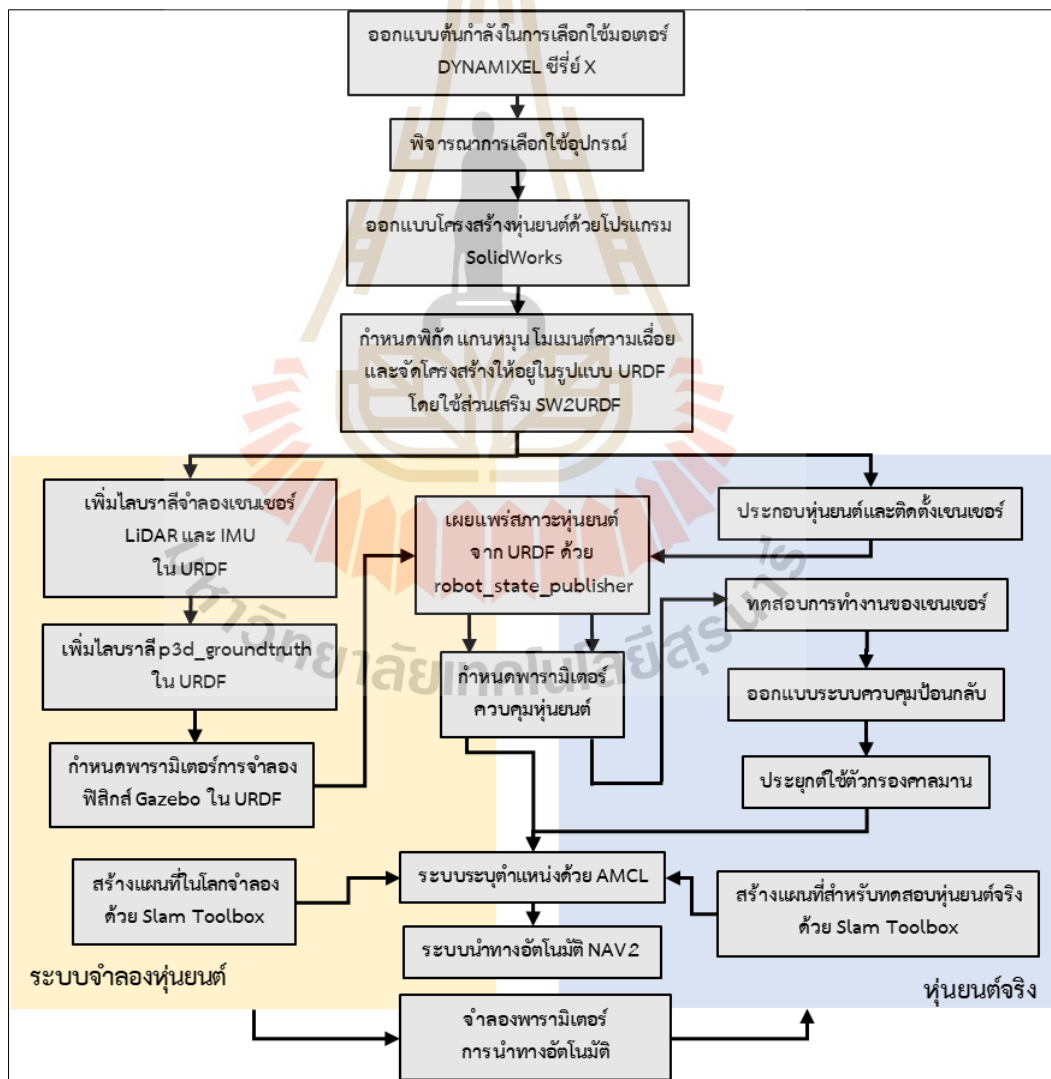 ออกแบบต้นกำลังในการเลือกใช้มอเตอร์
DYNAMIXEL ซีรี่ย์ X
พิจารณาการเลือกใช้อุปกรณ์
ออกแบบโครงสร้างหุ่นยนต์ด้วยโปรแกรม
SolidWorks
กำหนดพิกัด แกนหมุน โมเมนต์ความเฉื่อย
และจัดโครงสร้างให้อยู่ในรูปแบบ URDF
โดยใช้ส่วนเสริม SW2URDF
เพิ่มไลบราลีจำลองเซนเซอร์
LiDAR และ IMU
ใน URDF
เผยแพร่สภาวะหุ่นยนต์
จาก URDF ด้วย
robot_state_publisher
ประกอบหุ่นยนต์และติดตั้งเซนเซอร์
ทดสอบการทำงานของเซนเซอร์
เพิ่มไลบราลี p3d_groundtruth
ใน URDF
กำหนดพารามิเตอร์
ควบคุมหุ่นยนต์
ออกแบบระบบควบคุมป้อนกลับ
กำหนดพารามิเตอร์การจำลอง
ฟิสิกส์ Gazebo ใน URDF
ประยุกต์ใช้ตัวกรองคาลมาน
สร้างแผนที่ในโลกจำลอง
ด้วย Slam Toolbox
ระบบระบุตำแหน่งด้วย AMCL
สร้างแผนที่สำหรับทดสอบหุ่นยนต์จริง
ด้วย Slam Toolbox
ระบบนำทางอัตโนมัติ NAV2
ระบบจำลองหุ่นยนต์
หุ่นยนต์จริง
จำลองพารามิเตอร์
การนำทางอัตโนมัติ
มหาวิทยาลัยเทคโนโลยีสุรนารี